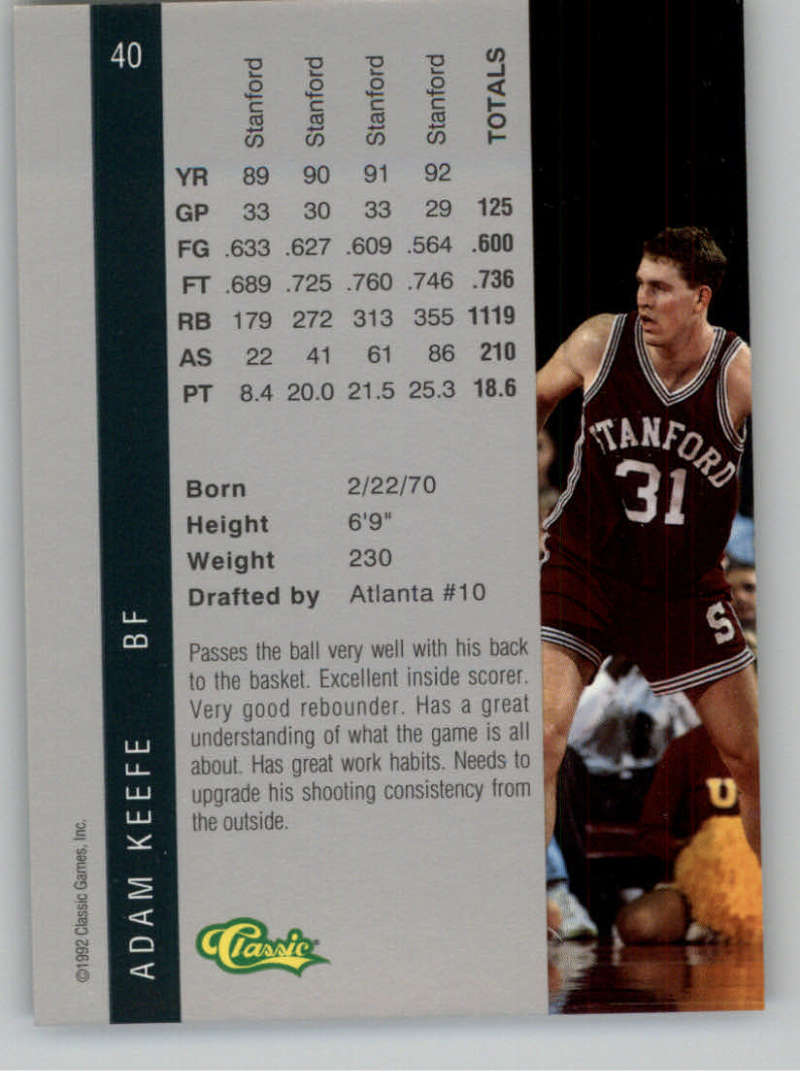 40
Stanford Stanford Stanford Stanford TOTALS
YR 89 90 91 92
GP 33 30 33 29 125
FG .633 .627 .609 .564 .600
FT .689 .725 .760 .746 .736
RB 179 272 313 355 1119
AS 22 41 61 86 210
PT 8.4 20.0 21.5 25.3 18.6
Born 2/22/70
Height 6'9"
Weight 230
Drafted by Atlanta #10
Passes the ball very well with his back
to the basket. Excellent inside scorer.
Very good rebounder. Has a great
understanding of what the game is all
about. Has great work habits. Needs to
upgrade his shooting consistency from
the outside.
Classic®
ADAM KEEFE BF
©1992 Classic Games, Inc.
STANFORD
31
S
U